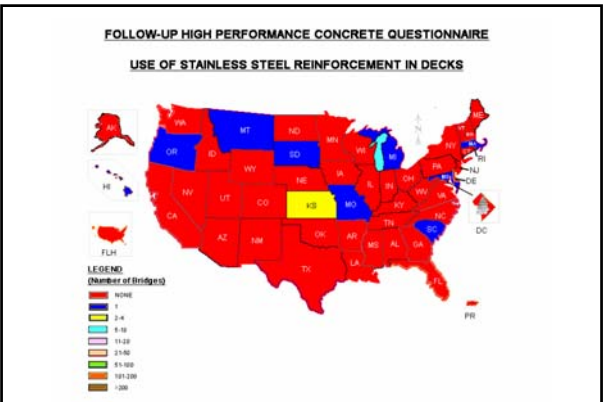 FOLLOW-UP HIGH PERFORMANCE CONCRETE QUESTIONNAIRE
USE OF STAINLESS STEEL REINFORCEMENT IN DECKS
AK
HI
FLH
WA
OR
CA
ID
NV
MT
WY
UT
AZ
ND
SD
NE
CO
NM
KS
OK
TX
MN
IA
MO
AR
LA
WI
IL
MI
IN
OH
KY
TN
MS
AL
GA
FL
SC
NC
VA
WV
PA
NY
VT
ME
RI
NJ
DE
DC
PR
N
LEGEND
(Number of Bridges)
NONE
1
2-4
5-10
11-20
21-50
51-100
101-200
>200